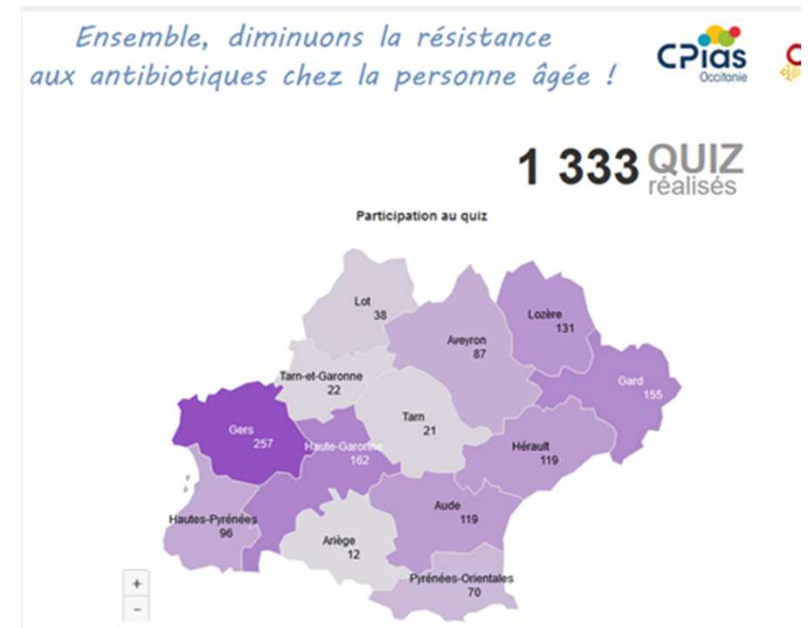 Ensemble, diminuons la résistance
aux antibiotiques chez la personne âgée !
CPias
Occitanie
1 333 QUIZ
réalisés
Participation au quiz
Lot
38
Lozère
131
Aveyron
87
Tarn-et-Garonne
22
Gard
155
Tarn
21
Gers
257
Haute-Garonne
162
Hérault
119
Aude
119
Hautes-Pyrénées
96
Ariège
12
Pyrénées-Orientales
70
+
−